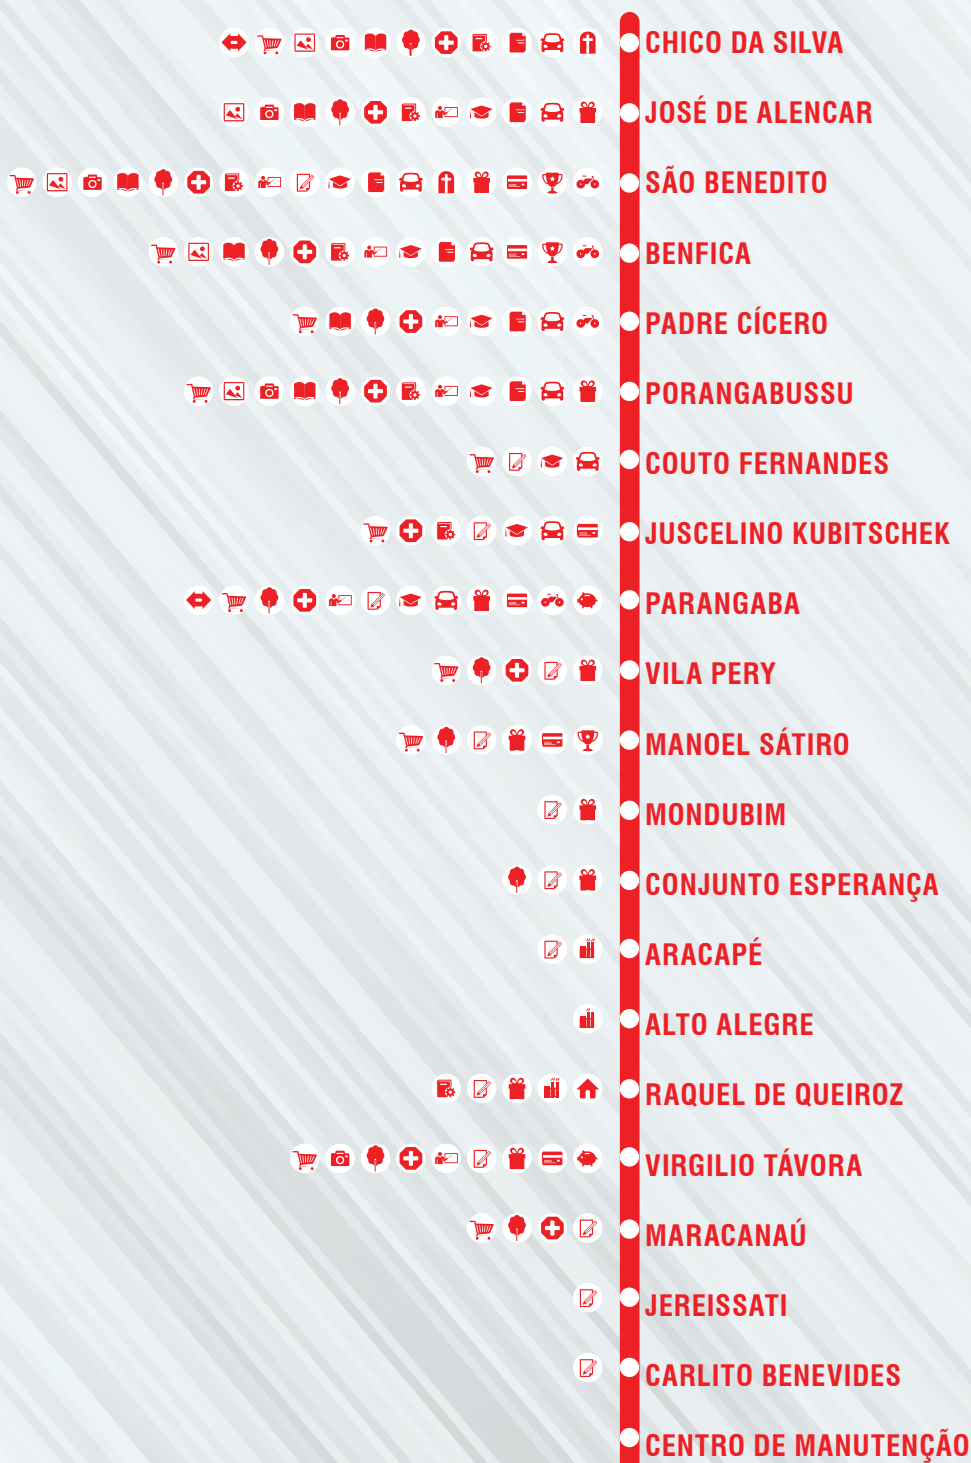 CHICO DA SILVA
JOSÉ DE ALENCAR
SÃO BENEDITO
BENFICA
PADRE CÍCERO
PORANGABUSSU
COUTO FERNANDES
JUSCELINO KUBITSCHEK
PARANGABA
VILA PERY
MANOEL SÁTIRO
MONDUBIM
CONJUNTO ESPERANÇA
ARACAPÉ
ALTO ALEGRE
RAQUEL DE QUEIROZ
VIRGILIO TÁVORA
MARACANAÚ
JEREISSATI
CARLITO BENEVIDES
CENTRO DE MANUTENÇÃO